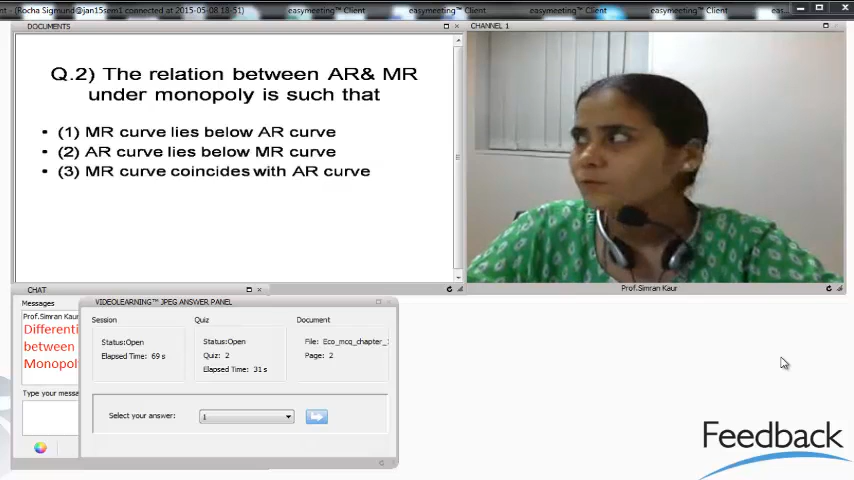 nt - (Rocha Sigmund@jan15sem1 connected at 2015-05-08 18-51)
easymeeting™ Client
easymeeting™ Client
easymeeting™ Client
easymeeting™ Client
eas
DOCUMENTS
CHANNEL 1
Q.2) The relation between AR& MR
under monopoly is such that
• (1) MR curve lies below AR curve
• (2) AR curve lies below MR curve
• (3) MR curve coincides with AR curve
Prof.Simran Kaur
CHAT
Messages
Prof.Simran Ka
Differenti
between
Monopol
Type your messa
VIDEOLEARNING™ JPEG ANSWER PANEL
Session
Status:Open
Elapsed Time: 69 s
Quiz
Status:Open
Quiz: 2
Elapsed Time: 31 s
Document
File: Eco_mcq_chapter_
Page: 2
Select your answer:
1
Feedback